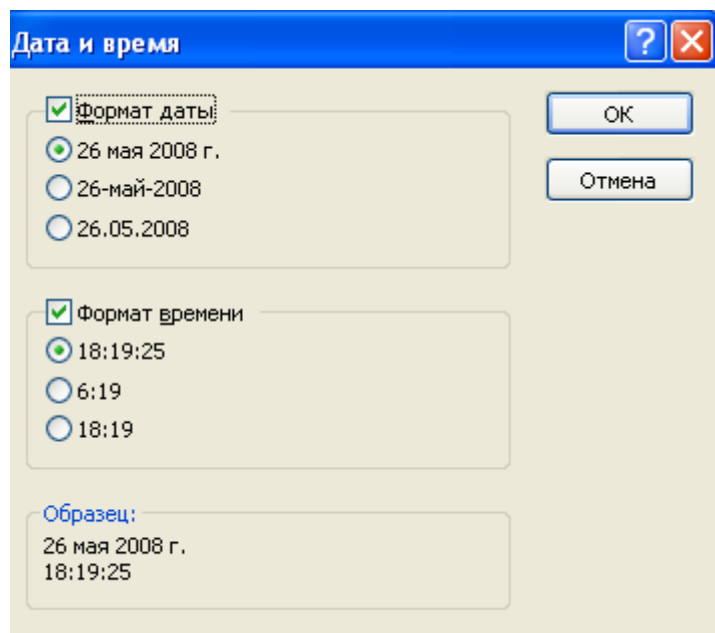 Дата и время
Формат даты
26 мая 2008 г.
26-май-2008
26.05.2008
OK
Отмена
Формат времени
18:19:25
6:19
18:19
Образец:
26 мая 2008 г.
18:19:25